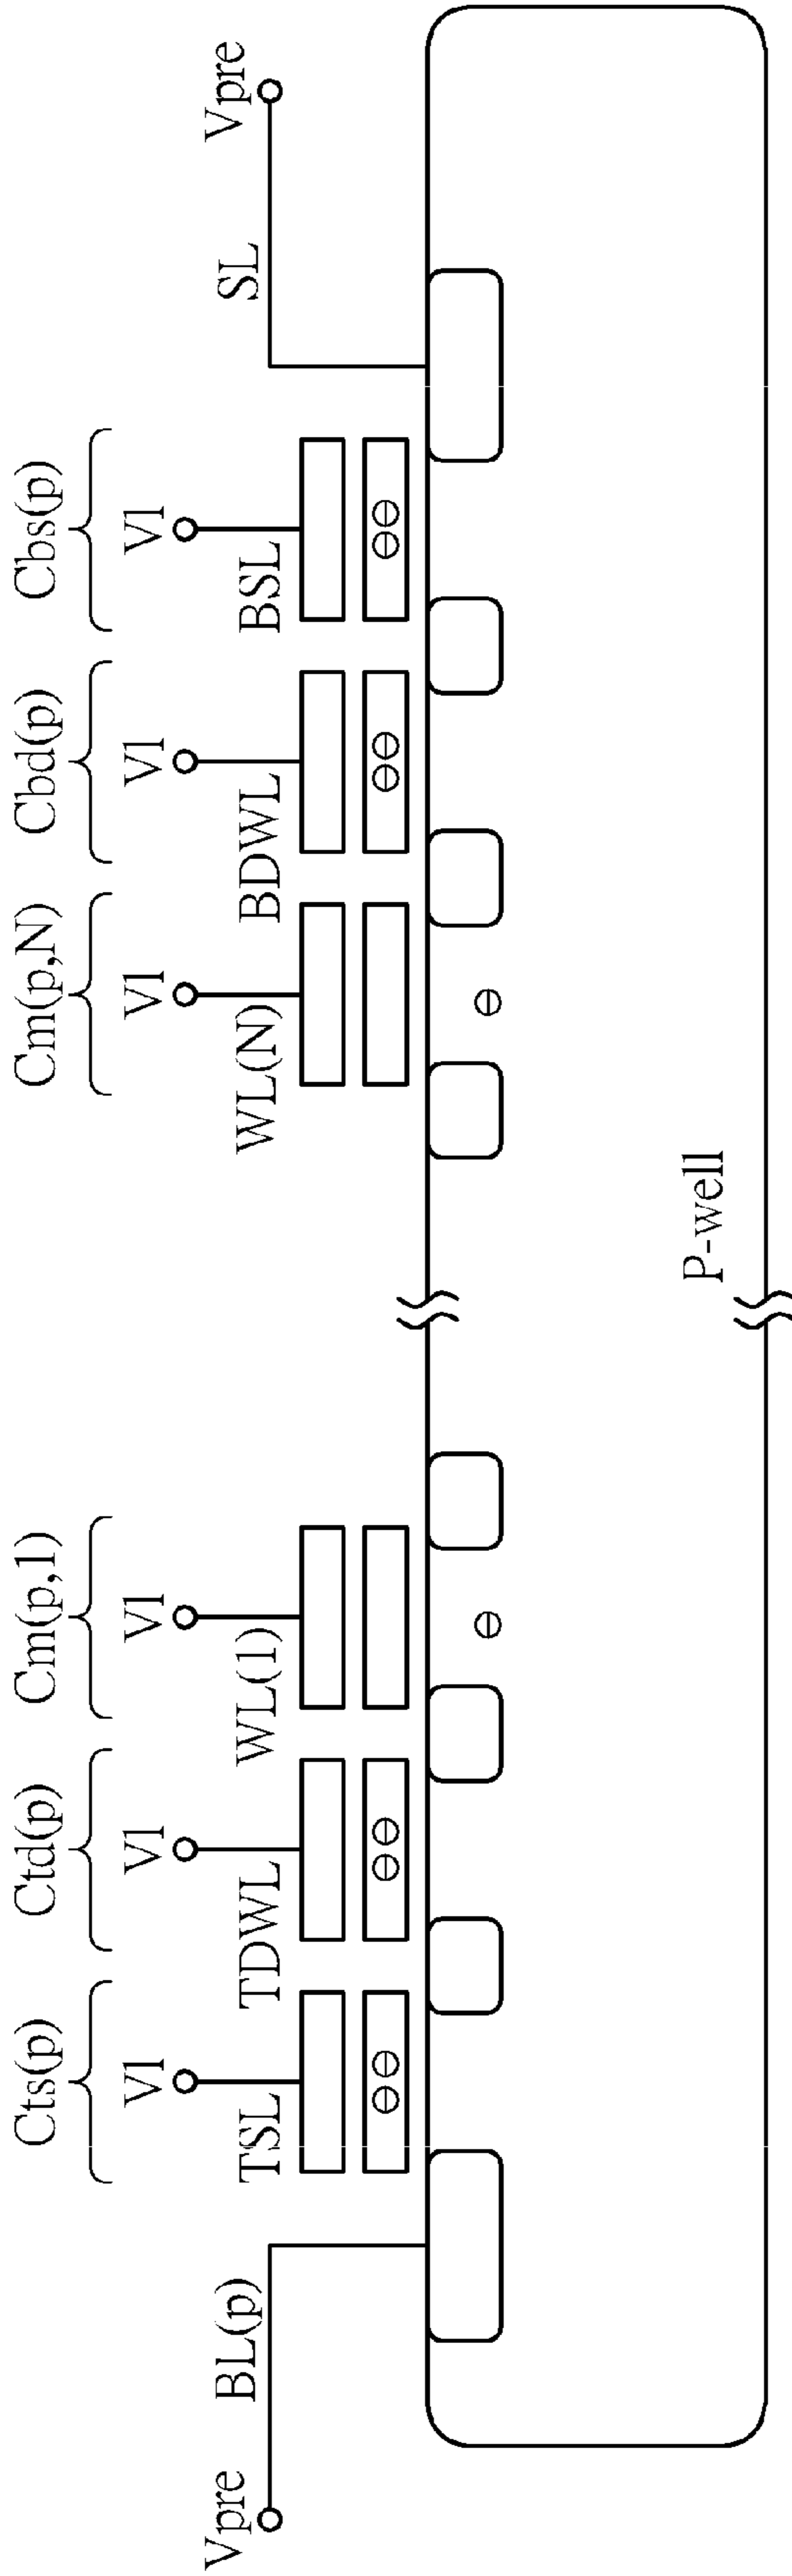 Cts(p) Ctd(p) Cm(p,1) Cm(p,N) Cbd(p) Cbs(p)
V1 V1 V1 V1 V1 V1
Vpre BL(p) TSL TDWL WL(1) WL(N) BDWL BSL SL Vpre
P-well